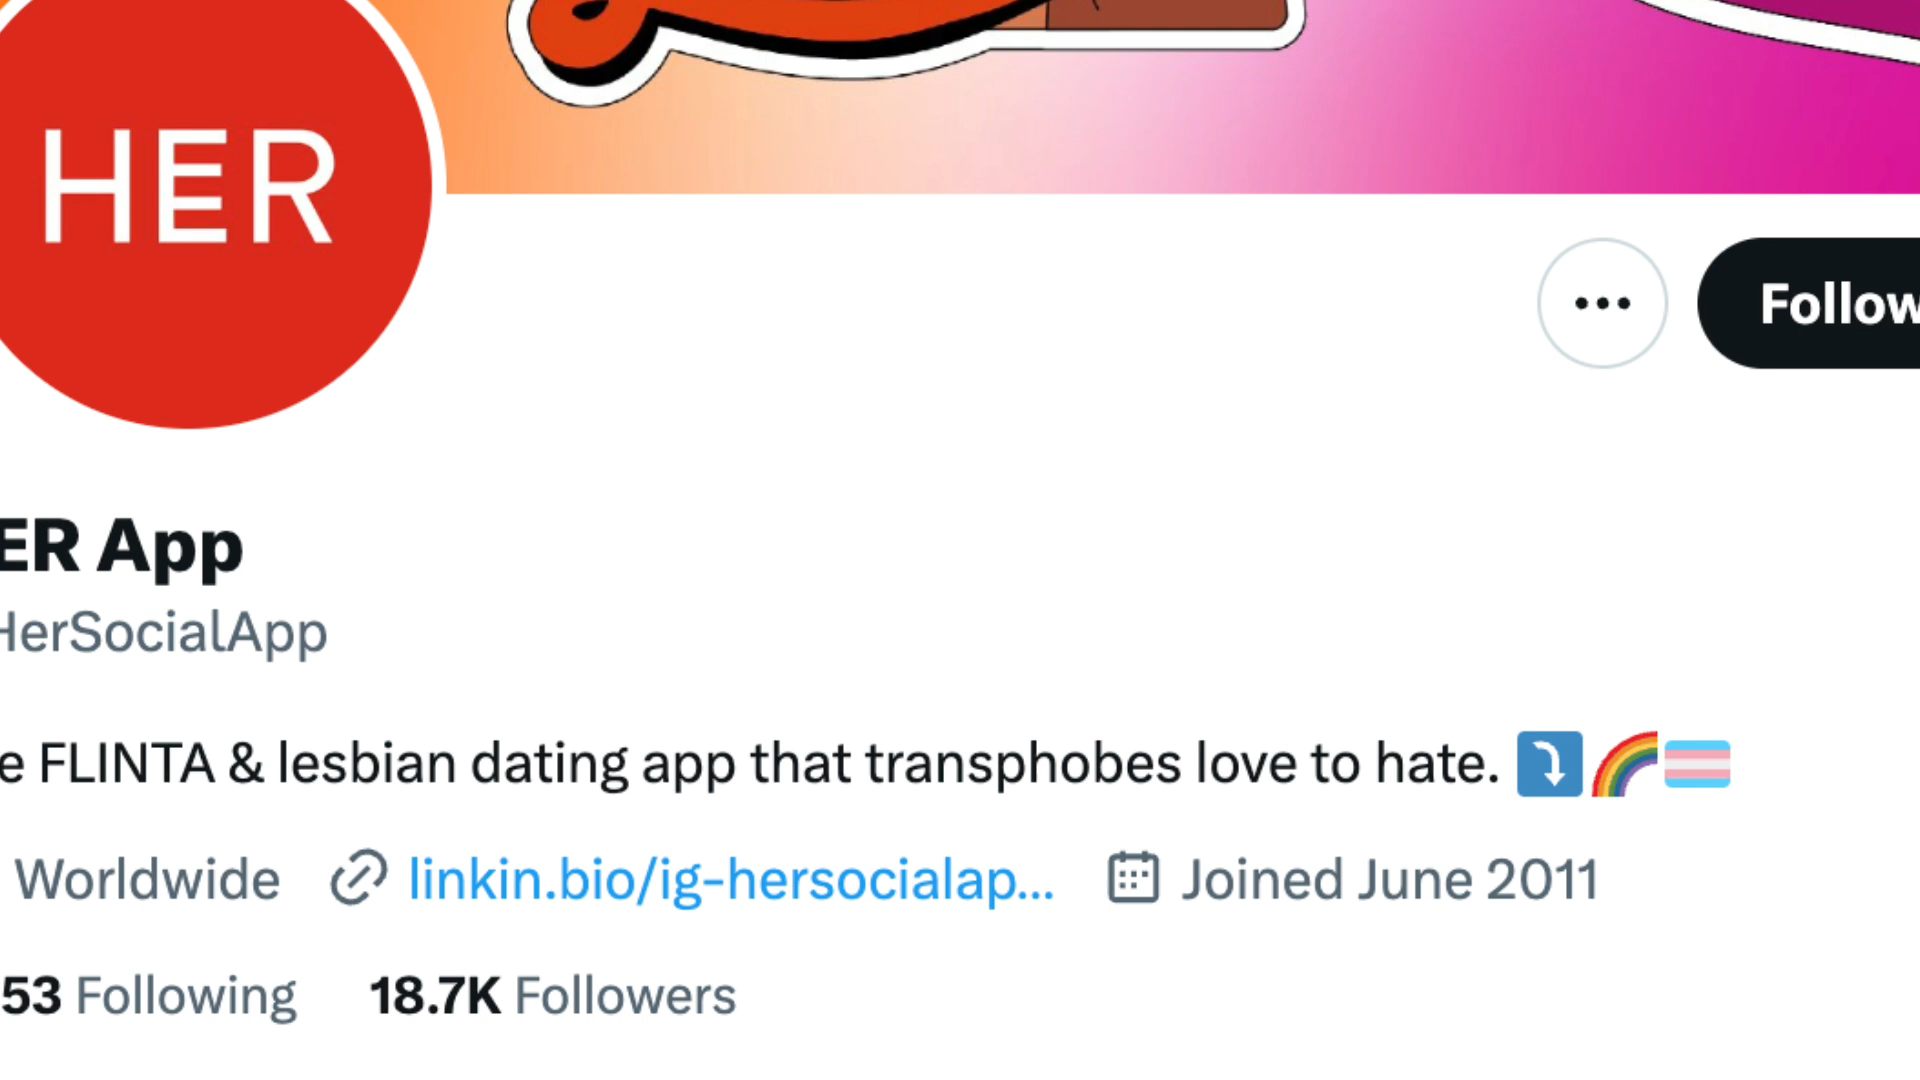 HER
Follow
ER App
HerSocialApp
e FLINTA & lesbian dating app that transphobes love to hate. ⤵️🌈🏳️‍⚧️
Worldwide linkin.bio/ig-hersocialap... Joined June 2011
53 Following 18.7K Followers